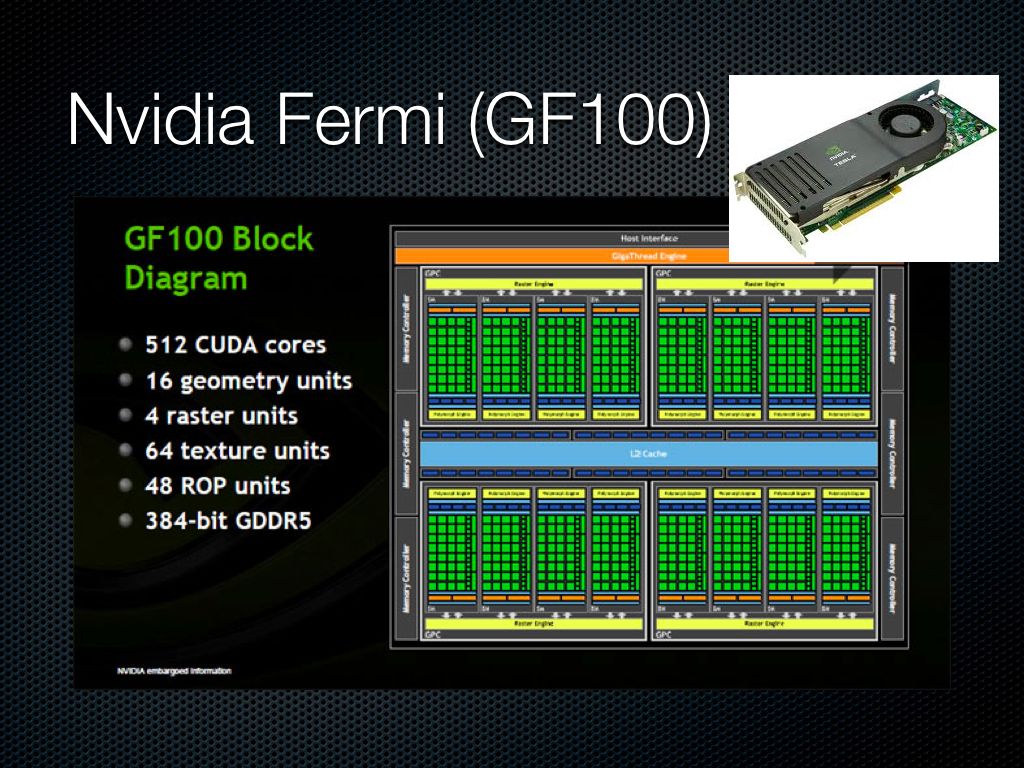 Nvidia Fermi (GF100)
NVIDIA
TESLA
GF100 Block
Diagram
512 CUDA cores
16 geometry units
4 raster units
64 texture units
48 ROP units
384-bit GDDR5
Host Interface
GigaThread Engine
GPC
GPC
Raster Engine
Raster Engine
SM SM SM SM SM SM SM SM
Memory Controller
Memory Controller
Polymorph Engine Polymorph Engine Polymorph Engine Polymorph Engine Polymorph Engine Polymorph Engine Polymorph Engine Polymorph Engine
Memory Controller
Memory Controller
L2 Cache
Polymorph Engine Polymorph Engine Polymorph Engine Polymorph Engine Polymorph Engine Polymorph Engine Polymorph Engine Polymorph Engine
Memory Controller
Memory Controller
SM SM SM SM SM SM SM SM
Raster Engine
Raster Engine
GPC
GPC
NVIDIA embargoed information